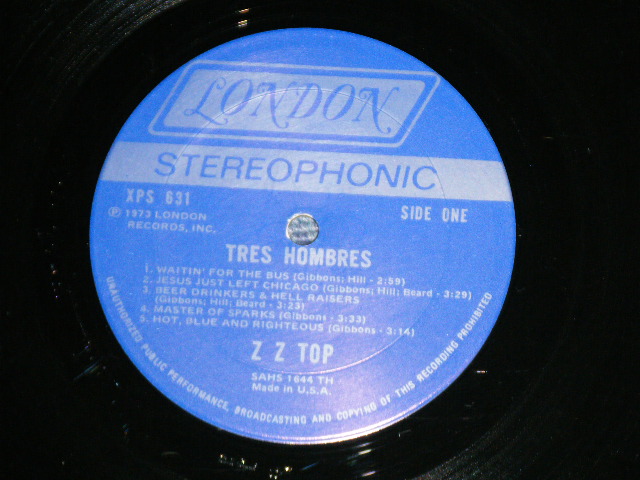 LONDON
STEREOPHONIC
XPS 631
SIDE ONE
℗ 1973 LONDON
RECORDS, INC.
TRES HOMBRES
1. WAITIN' FOR THE BUS (Gibbons; Hill - 2:59)
2. JESUS JUST LEFT CHICAGO (Gibbons; Hill; Beard - 3:29)
3. BEER DRINKERS & HELL RAISERS
(Gibbons; Hill; Beard - 3:23)
4. MASTER OF SPARKS (Gibbons - 3:33)
5. HOT, BLUE AND RIGHTEOUS (Gibbons - 3:14)
Z Z TOP
SAHS 1644 TH
Made in U.S.A.
UNAUTHORIZED PUBLIC PERFORMANCE, BROADCASTING AND COPYING OF THIS RECORDING PROHIBITED